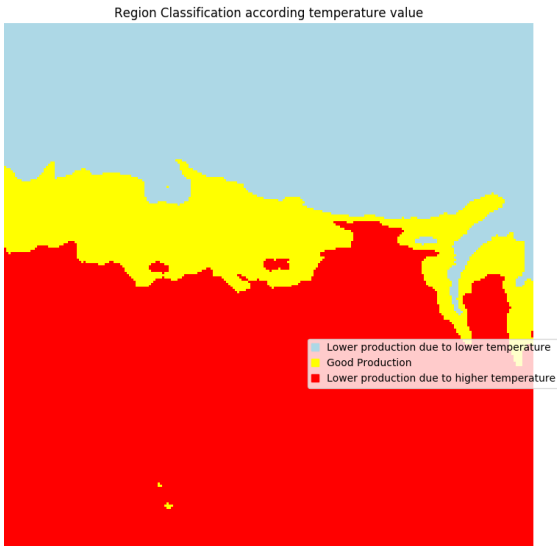 Region Classification according temperature value
Lower production due to lower temperature
Good Production
Lower production due to higher temperature